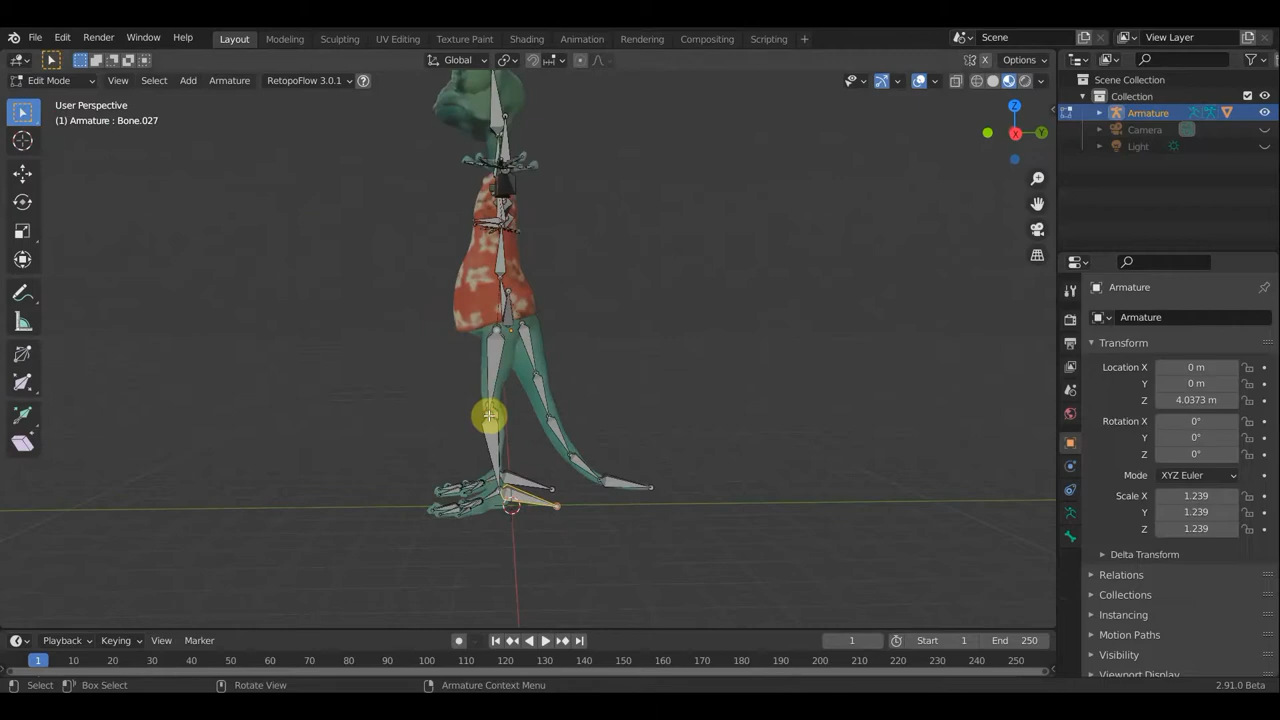 File Edit Render Window Help Layout Modeling Sculpting UV Editing Texture Paint Shading Animation Rendering Compositing Scripting + Scene View Layer
Global Options
Edit Mode View Select Add Armature RetopoFlow 3.0.1
User Perspective
(1) Armature : Bone.027
Z
X
Y
Scene Collection
Collection
Armature
Camera
Light
Armature
Armature
Transform
Location X 0 m
Y 0 m
Z 4.0373 m
Rotation X 0°
Y 0°
Z 0°
Mode XYZ Euler
Scale X 1.239
Y 1.239
Z 1.239
Delta Transform
Relations
Collections
Instancing
Motion Paths
Visibility
Viewport Display
Playback Keying View Marker 1 Start 1 End 250
1 10 20 30 40 50 60 70 80 90 100 110 120 130 140 150 160 170 180 190 200 210 220 230 240 250
Select Box Select Rotate View Armature Context Menu 2.91.0 Beta